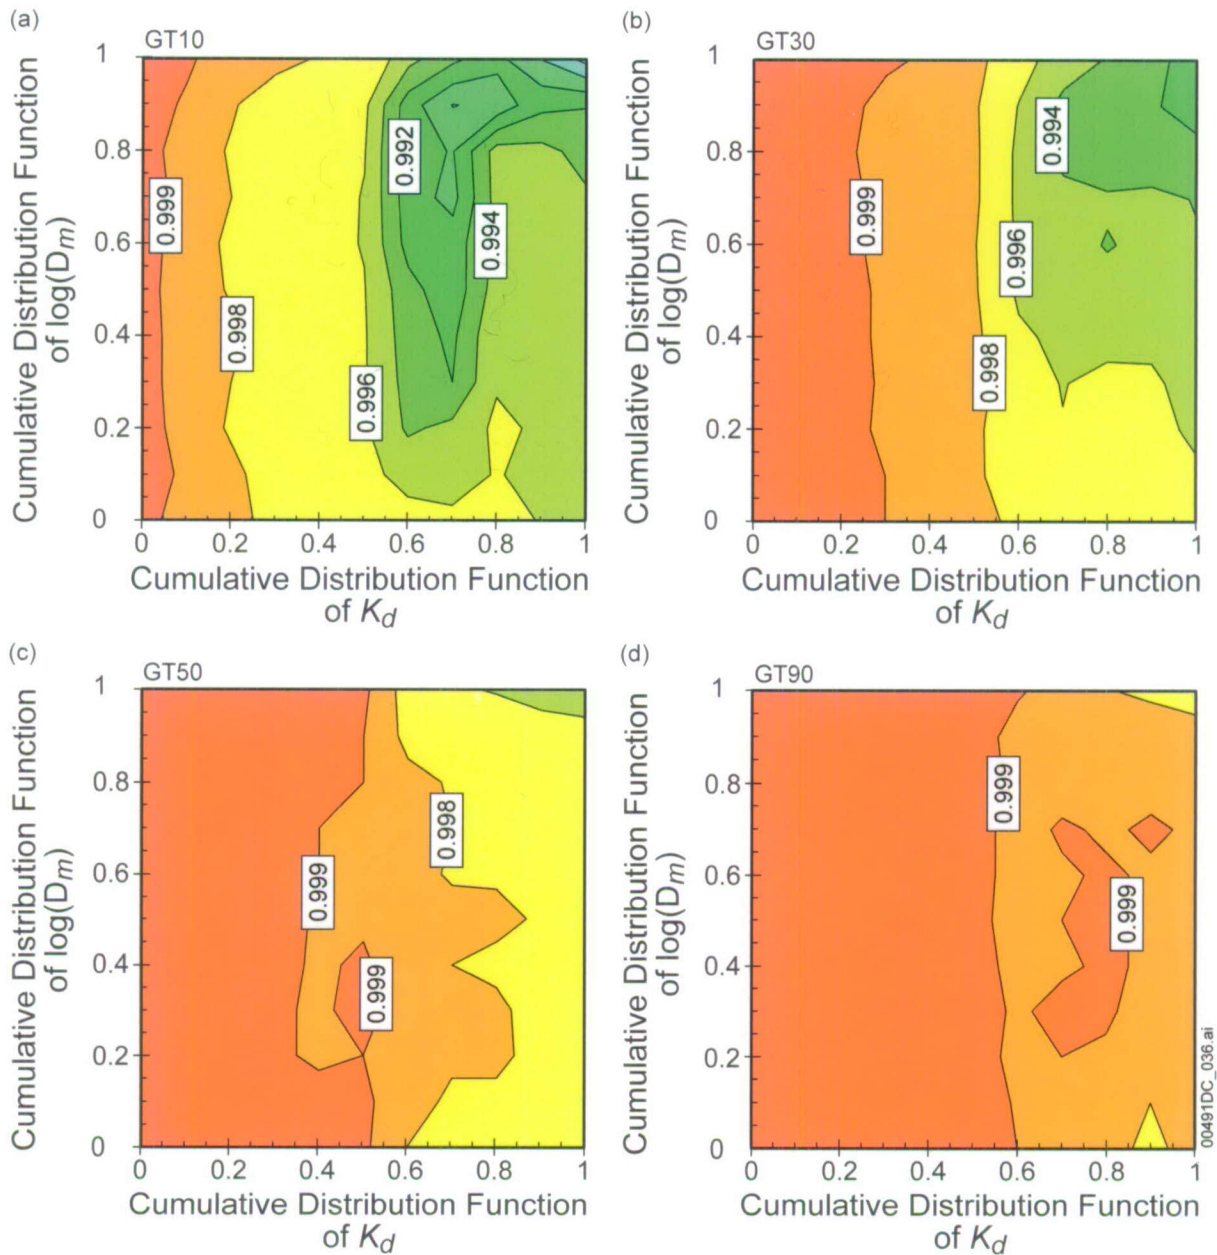 (a)
GT10
Cumulative Distribution Function
of log(Dm)
1
0.8
0.6
0.4
0.2
0
0.999
0.998
0.996
0.992
0.994
0 0.2 0.4 0.6 0.8 1
Cumulative Distribution Function
of Kd
(b)
GT30
Cumulative Distribution Function
of log(Dm)
1
0.8
0.6
0.4
0.2
0
0.999
0.998
0.996
0.994
0 0.2 0.4 0.6 0.8 1
Cumulative Distribution Function
of Kd
(c)
GT50
Cumulative Distribution Function
of log(Dm)
1
0.8
0.6
0.4
0.2
0
0.999
0.999
0.998
0 0.2 0.4 0.6 0.8 1
Cumulative Distribution Function
of Kd
(d)
GT90
Cumulative Distribution Function
of log(Dm)
1
0.8
0.6
0.4
0.2
0
0.999
0.999
0 0.2 0.4 0.6 0.8 1
Cumulative Distribution Function
of Kd
00491DC_036.ai